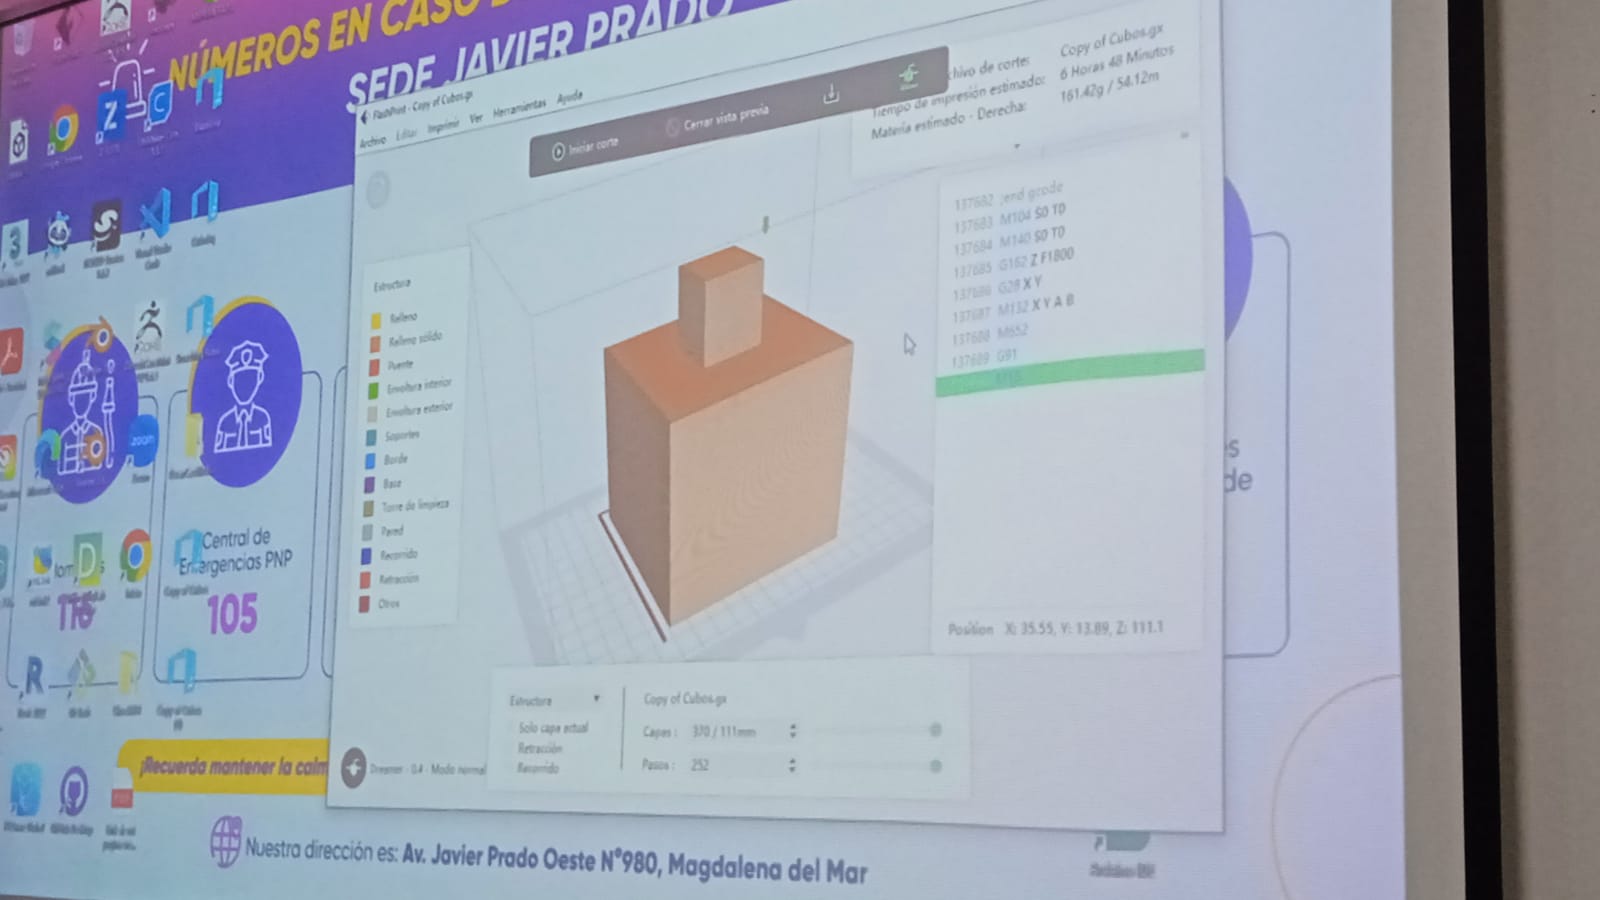 NÚMEROS EN CASO
SEDE JAVIER PRADO
FlashPrint - Copy of Cubos.gx
Archivo Editar Imprimir Ver Herramientas Ayuda
Iniciar corte
Cerrar vista previa
chivo de corte:
Copy of Cubos.gx
Tiempo de impresión estimado:
6 Horas 48 Minutos
Materia estimado - Derecha:
161.42g / 54.12m
137682 ;end gcode
137683 M104 S0 T0
137684 M140 S0 T0
137685 G162 Z F1800
137686 G28 X Y
137687 M132 X Y A B
137688 M652
137689 G91
Position X: 35.55, Y: 13.89, Z: 111.1
Estructura
Relleno
Relleno sólido
Puente
Envoltura interior
Envoltura exterior
Soportes
Borde
Base
Torre de limpieza
Pared
Recorrido
Retracción
Otros
Estructura
Solo capa actual
Retracción
Recorrido
Copy of Cubos.gx
Capas : 370 / 111mm
Pasos : 252
Dreamer - 0.4 - Modo normal
zoom
Central de
Emergencias PNP
105
116
s
de
¡Recuerda mantener la calm
Nuestra dirección es: Av. Javier Prado Oeste N°980, Magdalena del Mar